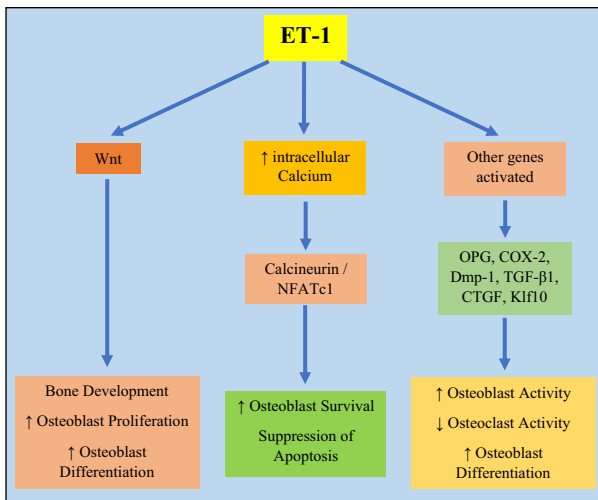 ET-1
Wnt
↑ intracellular
Calcium
Other genes
activated
Calcineurin /
NFATc1
OPG, COX-2,
Dmp-1, TGF-β1,
CTGF, Klf10
Bone Development
↑ Osteoblast Proliferation
↑ Osteoblast
Differentiation
↑ Osteoblast Survival
Suppression of
Apoptosis
↑ Osteoblast Activity
↓ Osteoclast Activity
↑ Osteoblast
Differentiation